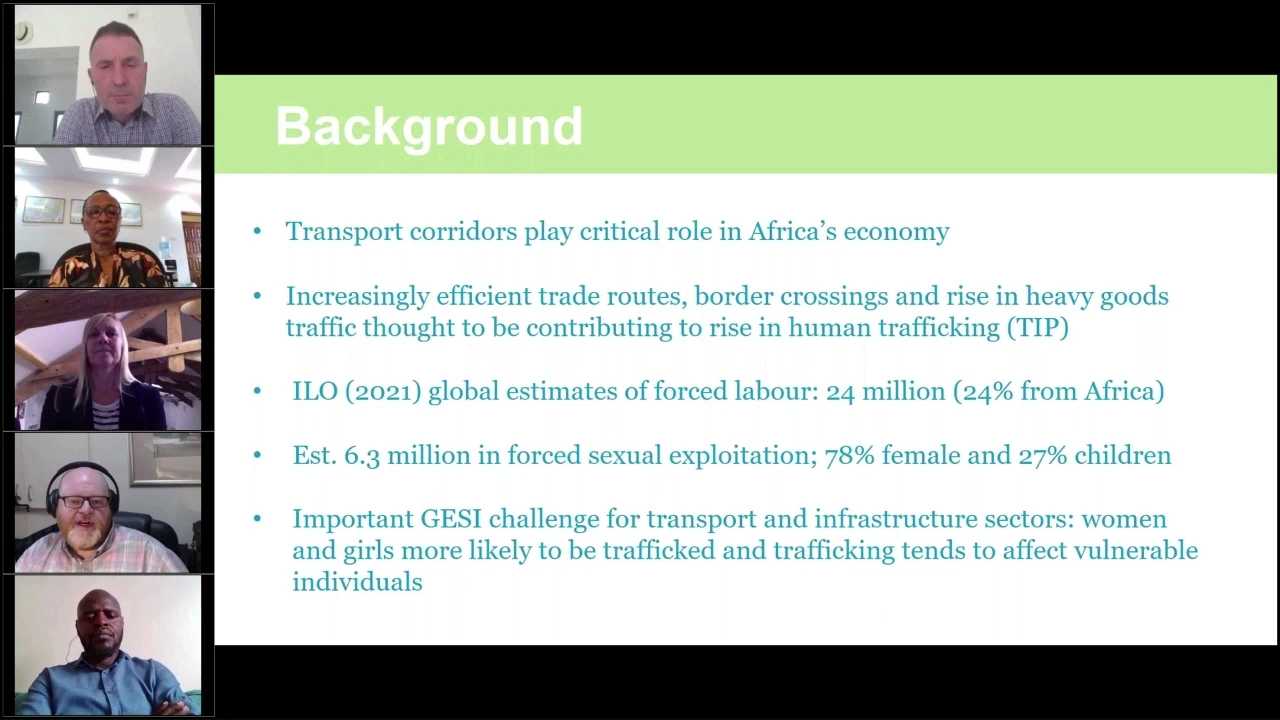 Background
• Transport corridors play critical role in Africa’s economy
• Increasingly efficient trade routes, border crossings and rise in heavy goods
traffic thought to be contributing to rise in human trafficking (TIP)
• ILO (2021) global estimates of forced labour: 24 million (24% from Africa)
• Est. 6.3 million in forced sexual exploitation; 78% female and 27% children
• Important GESI challenge for transport and infrastructure sectors: women
and girls more likely to be trafficked and trafficking tends to affect vulnerable
individuals